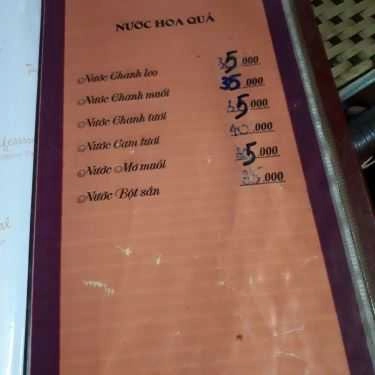 NƯỚC HOA QUẢ
Nước Chanh leo 35.000
Nước Chanh muối 35.000
Nước Chanh tươi 35.000
Nước Cam tươi 40.000
Nước Mơ muối 35.000
Nước Bột sắn .000